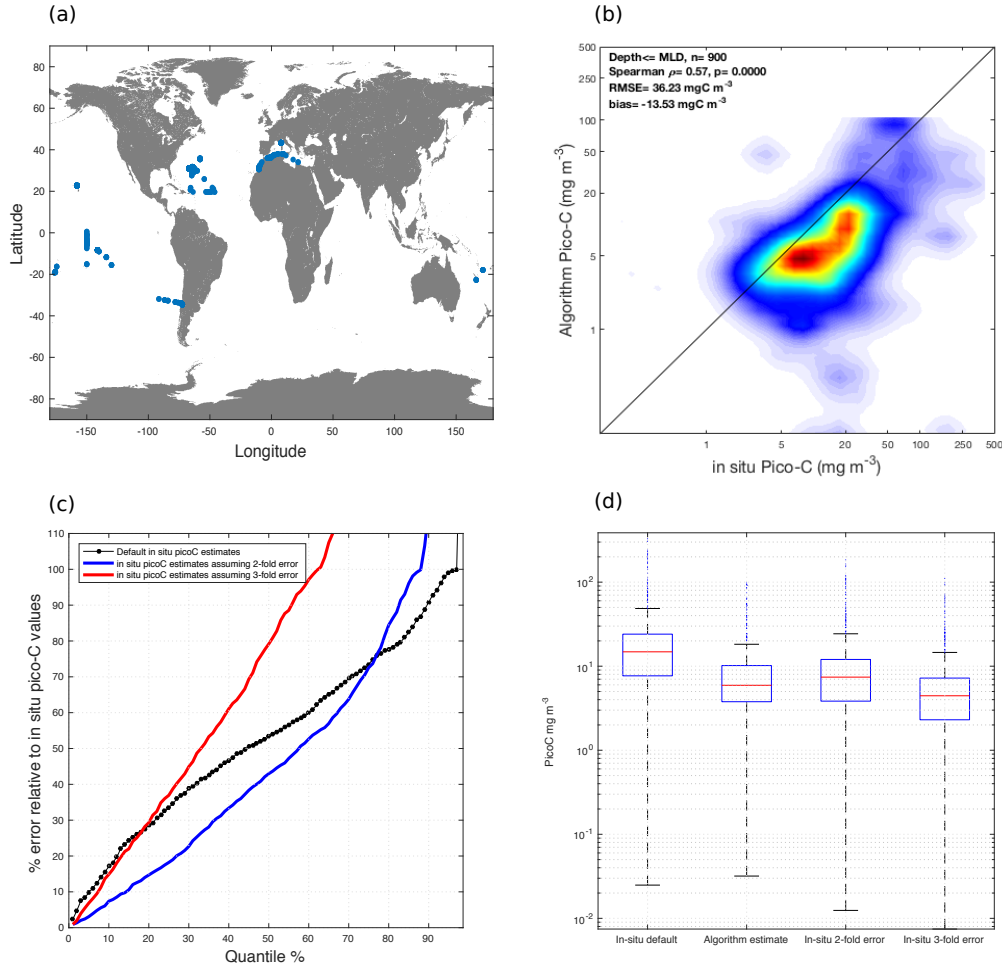 (a)
80
60
40
20
0
-20
-40
-60
-80
Latitude
-150
-100
-50
0
50
100
150
Longitude
(b)
Depth<= MLD, n= 900
Spearman ρ= 0.57, p= 0.0000
RMSE= 36.23 mgC m⁻³
bias= -13.53 mgC m⁻³
500
100
20
5
1
Algorithm Pico-C (mg m⁻³)
1
5
20
100
250
500
in situ Pico-C (mg m⁻³)
(c)
Default in situ picoC estimates
in situ picoC estimates assuming 2-fold error
in situ picoC estimates assuming 3-fold error
110
100
90
80
70
60
50
40
30
20
10
0
% error relative to in situ pico-C values
0
10
20
30
40
50
60
70
80
90
Quantile %
(d)
10²
10¹
10⁰
10⁻¹
10⁻²
PicoC mg m⁻³
In-situ default
Algorithm estimate
In-situ 2-fold error
In-situ 3-fold error